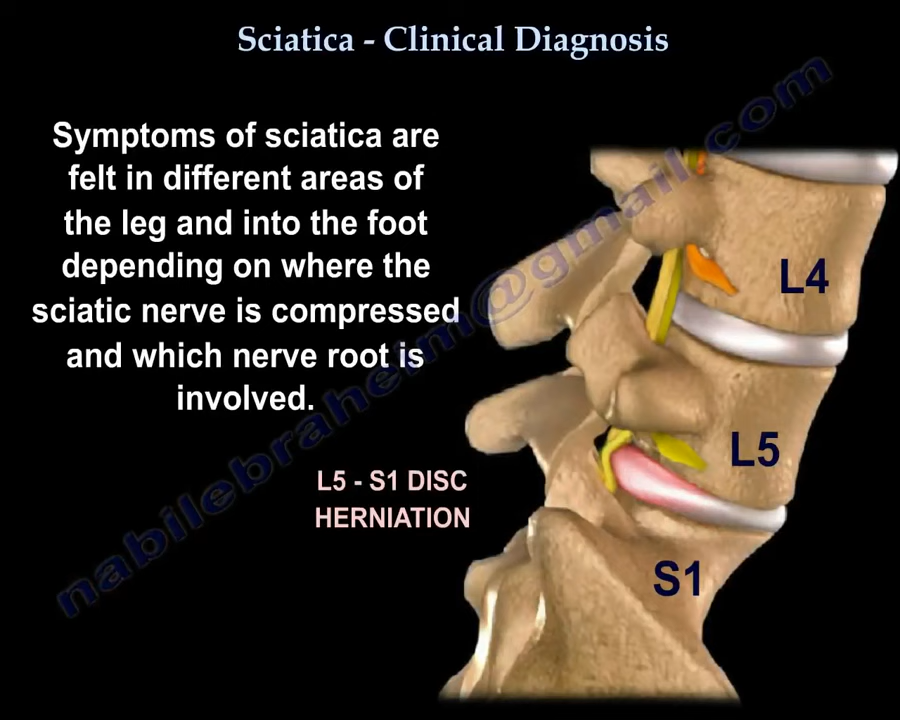 Sciatica - Clinical Diagnosis
Symptoms of sciatica are
felt in different areas of
the leg and into the foot
depending on where the
sciatic nerve is compressed
and which nerve root is
involved.
L4
L5
L5 - S1 DISC
HERNIATION
S1
nabilebraheim@gmail.com